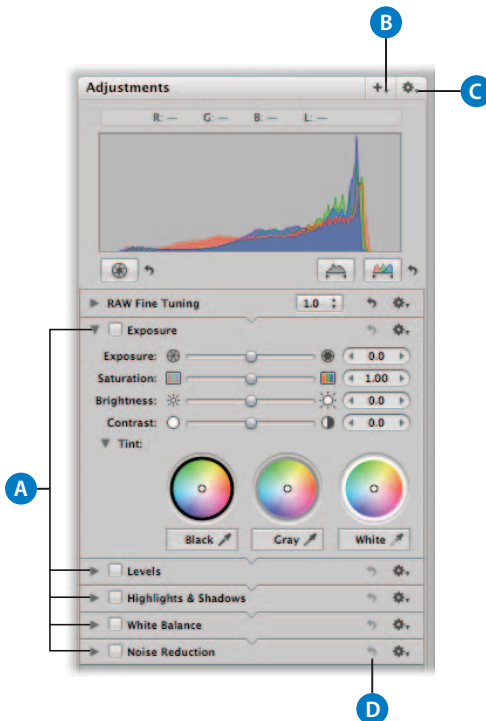 B
Adjustments
C
R: — G: — B: — L: —
RAW Fine Tuning 1.0
Exposure
Exposure: 0.0
Saturation: 1.00
Brightness: 0.0
Contrast: 0.0
Tint:
A
Black Gray White
Levels
Highlights & Shadows
White Balance
Noise Reduction
D